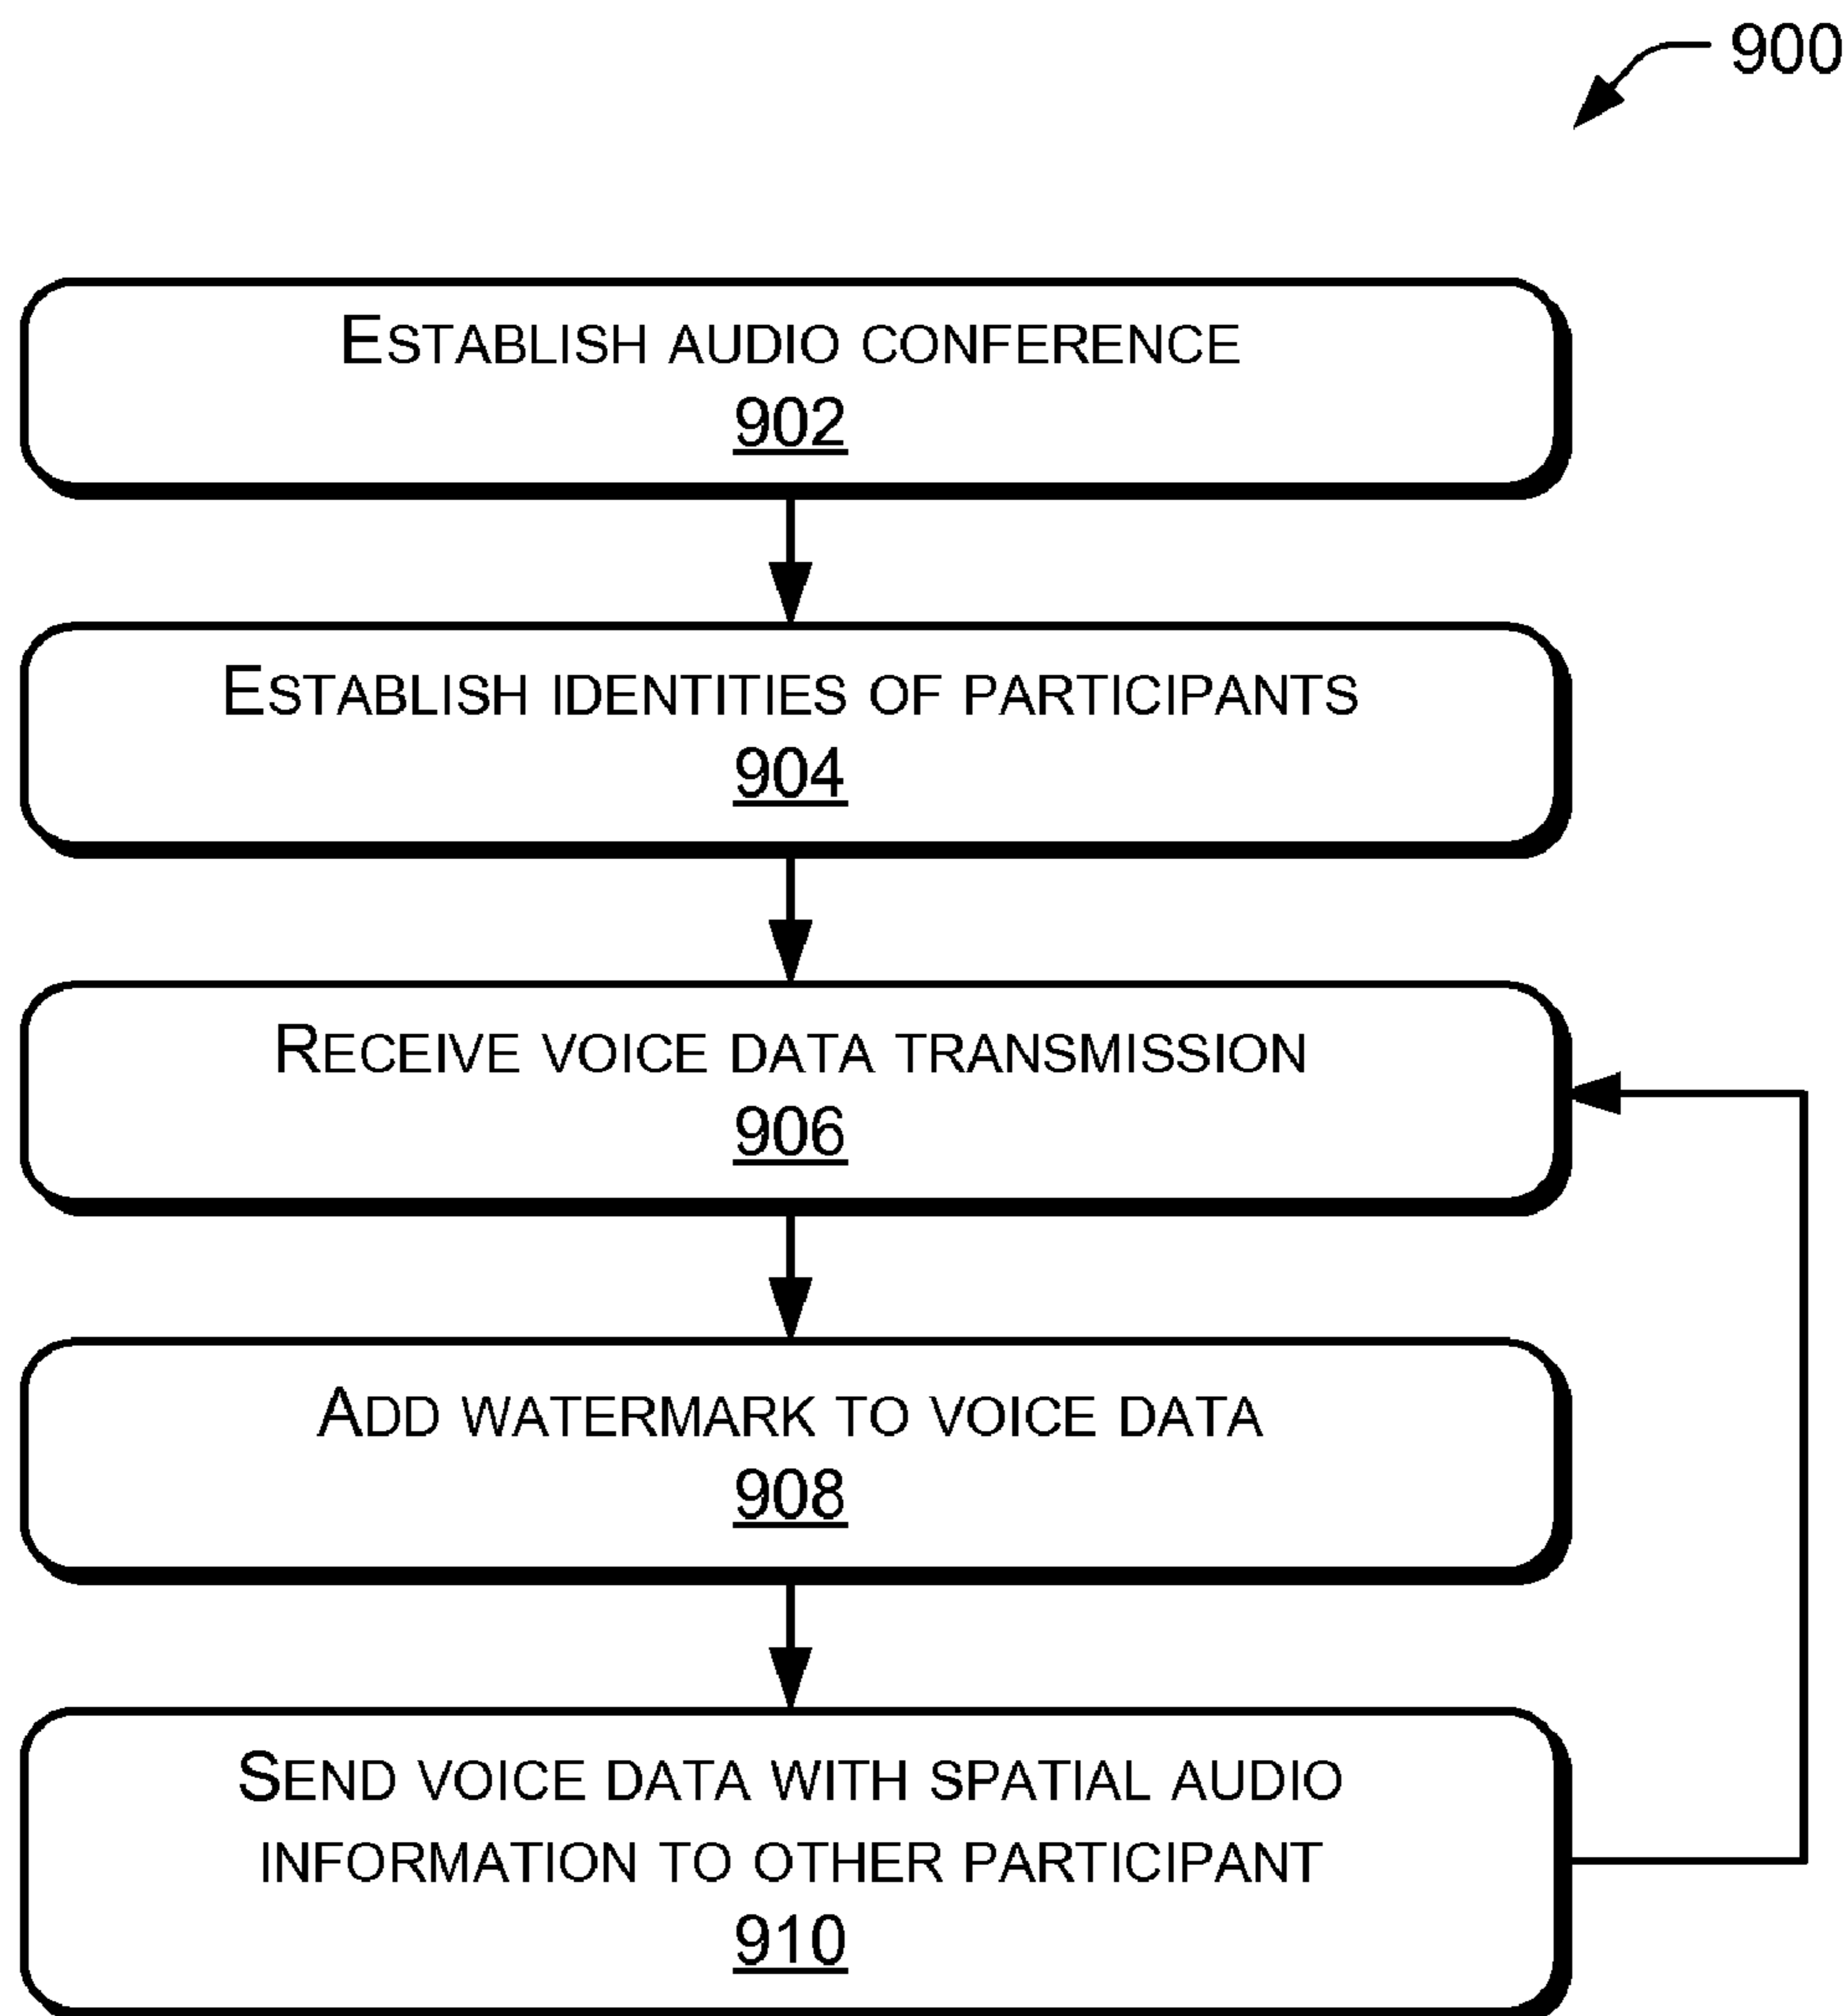 900
ESTABLISH AUDIO CONFERENCE
902
ESTABLISH IDENTITIES OF PARTICIPANTS
904
RECEIVE VOICE DATA TRANSMISSION
906
ADD WATERMARK TO VOICE DATA
908
SEND VOICE DATA WITH SPATIAL AUDIO
INFORMATION TO OTHER PARTICIPANT
910